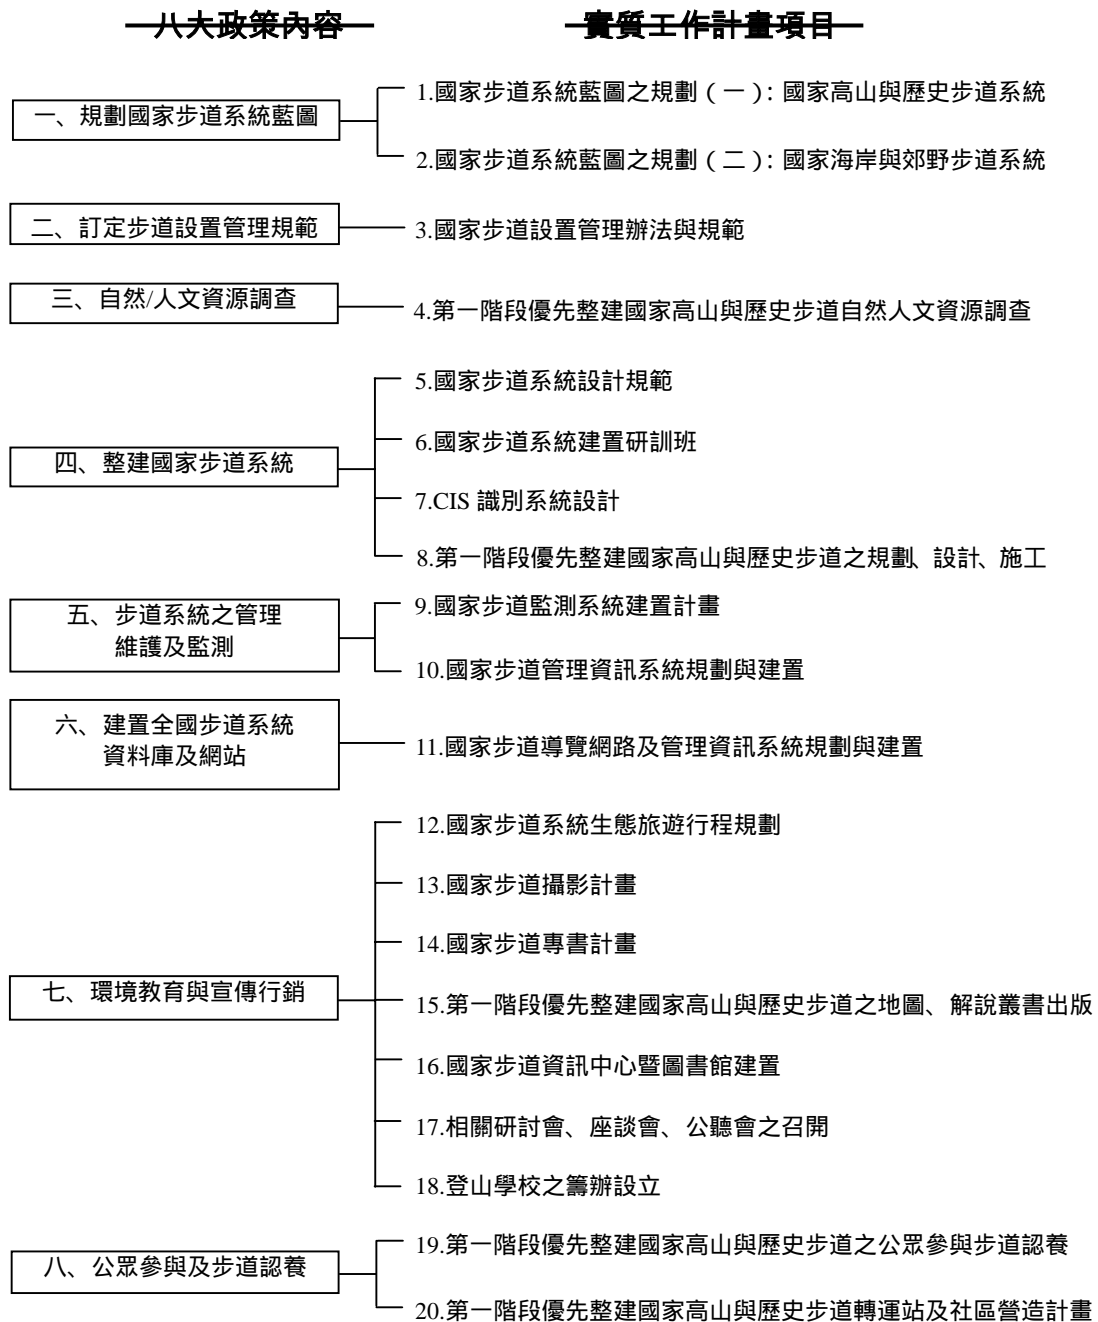 八大政策內容
實質工作計畫項目
一、規劃國家步道系統藍圖
1.國家步道系統藍圖之規劃（一）：國家高山與歷史步道系統
2.國家步道系統藍圖之規劃（二）：國家海岸與郊野步道系統
二、訂定步道設置管理規範
3.國家步道設置管理辦法與規範
三、自然/人文資源調查
4.第一階段優先整建國家高山與歷史步道自然人文資源調查
四、整建國家步道系統
5.國家步道系統設計規範
6.國家步道系統建置研訓班
7.CIS 識別系統設計
8.第一階段優先整建國家高山與歷史步道之規劃、設計、施工
五、步道系統之管理
維護及監測
9.國家步道監測系統建置計畫
10.國家步道管理資訊系統規劃與建置
六、建置全國步道系統
資料庫及網站
11.國家步道導覽網路及管理資訊系統規劃與建置
七、環境教育與宣傳行銷
12.國家步道系統生態旅遊行程規劃
13.國家步道攝影計畫
14.國家步道專書計畫
15.第一階段優先整建國家高山與歷史步道之地圖、解說叢書出版
16.國家步道資訊中心暨圖書館建置
17.相關研討會、座談會、公聽會之召開
18.登山學校之籌辦設立
八、公眾參與及步道認養
19.第一階段優先整建國家高山與歷史步道之公眾參與步道認養
20.第一階段優先整建國家高山與歷史步道轉運站及社區營造計畫